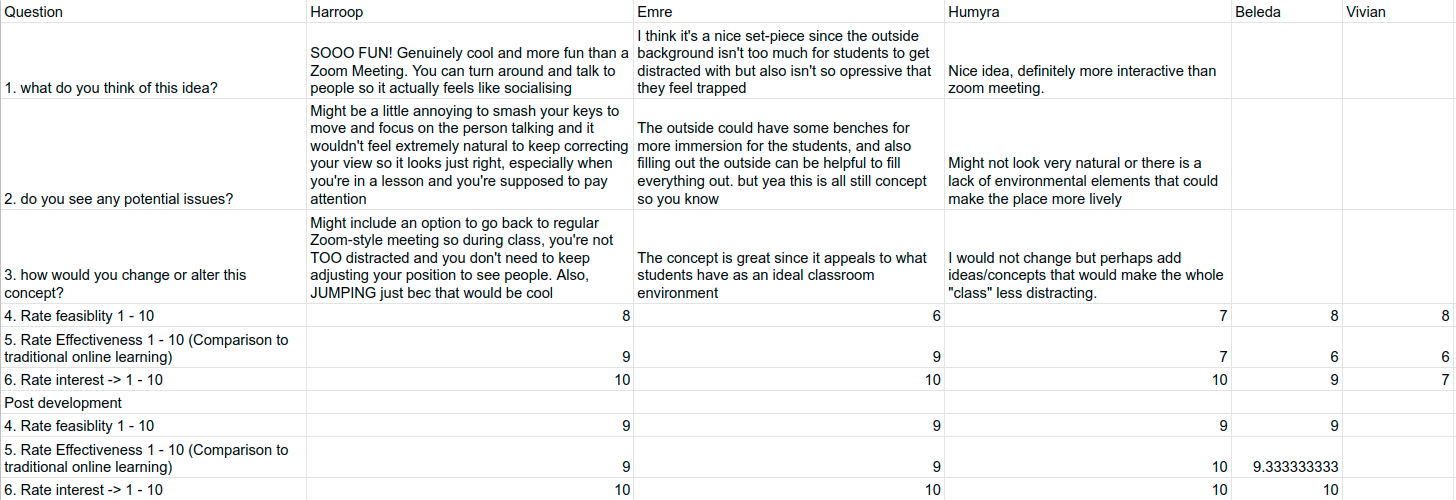 Question Harroop Emre Humyra Beleda Vivian
1. what do you think of this idea?
SOOO FUN! Genuinely cool and more fun than a
Zoom Meeting. You can turn around and talk to
people so it actually feels like socialising
I think it's a nice set-piece since the outside
background isn't too much for students to get
distracted with but also isn't so opressive that
they feel trapped
Nice idea, definitely more interactive than
zoom meeting.
2. do you see any potential issues?
Might be a little annoying to smash your keys to
move and focus on the person talking and it
wouldn't feel extremely natural to keep correcting
your view so it looks just right, especially when
you're in a lesson and you're supposed to pay
attention
The outside could have some benches for
more immersion for the students, and also
filling out the outside can be helpful to fill
everything out. but yea this is all still concept
so you know
Might not look very natural or there is a
lack of environmental elements that could
make the place more lively
3. how would you change or alter this
concept?
Might include an option to go back to regular
Zoom-style meeting so during class, you're not
TOO distracted and you don't need to keep
adjusting your position to see people. Also,
JUMPING just bec that would be cool
The concept is great since it appeals to what
students have as an ideal classroom
environment
I would not change but perhaps add
ideas/concepts that would make the whole
"class" less distracting.
4. Rate feasiblity 1 - 10 8 6 7 8 8
5. Rate Effectiveness 1 - 10 (Comparison to
traditional online learning) 9 9 7 6 6
6. Rate interest -> 1 - 10 10 10 10 9 7
Post development
4. Rate feasiblity 1 - 10 9 9 9 9
5. Rate Effectiveness 1 - 10 (Comparison to
traditional online learning) 9 9 10 9.333333333
6. Rate interest -> 1 - 10 10 10 10 10